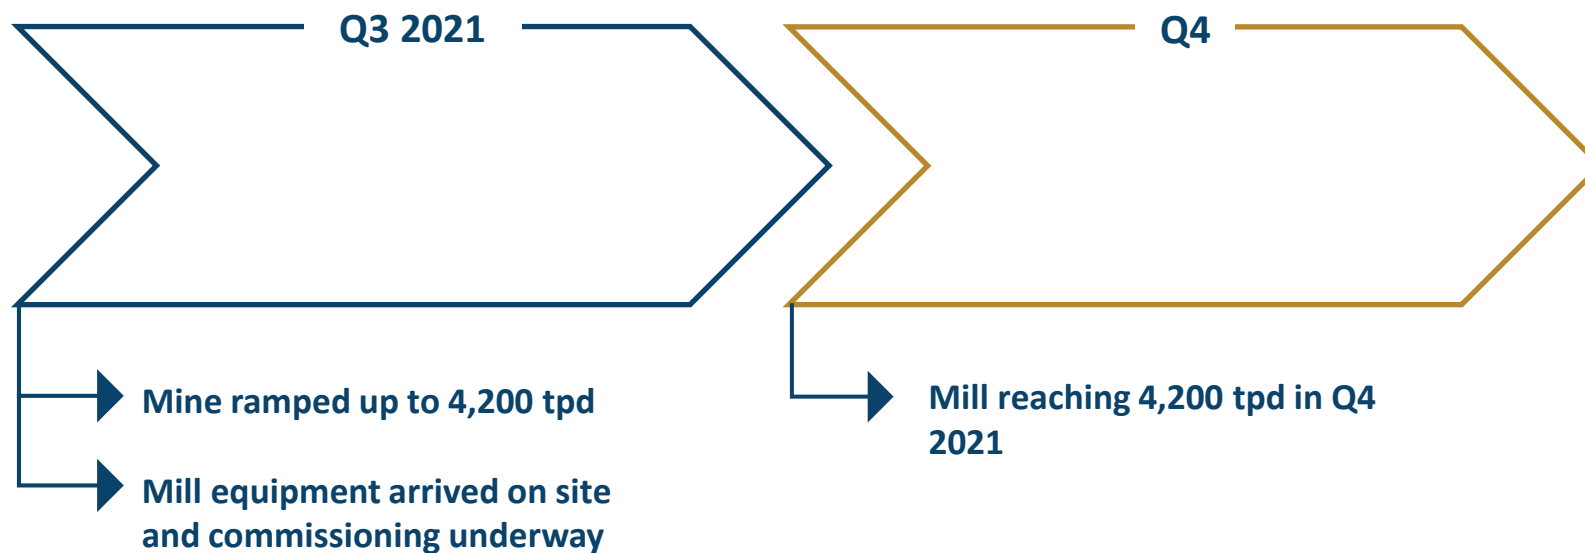 Q3 2021
Q4
Mine ramped up to 4,200 tpd
Mill equipment arrived on site
and commissioning underway
Mill reaching 4,200 tpd in Q4
2021